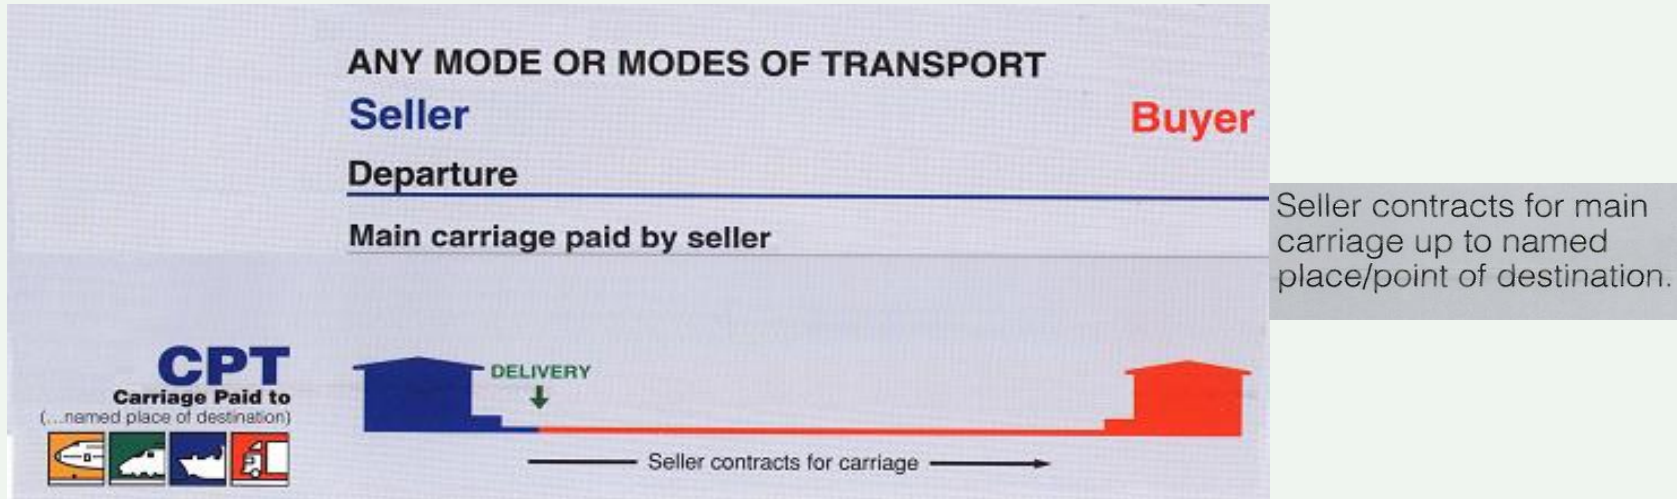 ANY MODE OR MODES OF TRANSPORT
Seller
Buyer
Departure
Main carriage paid by seller
Seller contracts for main
carriage up to named
place/point of destination.
CPT
Carriage Paid to
(...named place of destination)
DELIVERY
Seller contracts for carriage